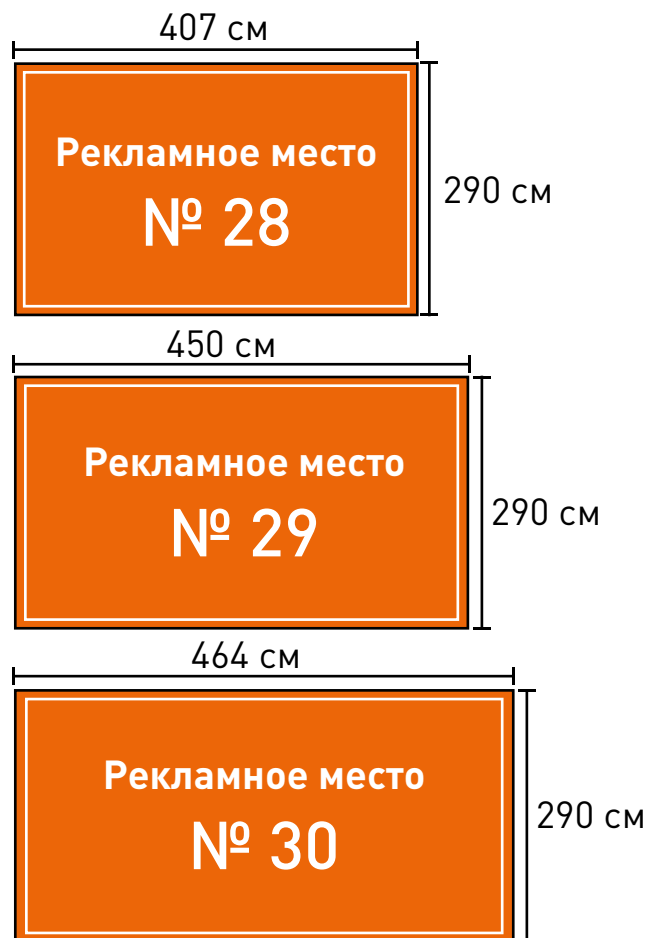 407 см
Рекламное место
№ 28
290 см
450 см
Рекламное место
№ 29
290 см
464 см
Рекламное место
№ 30
290 см